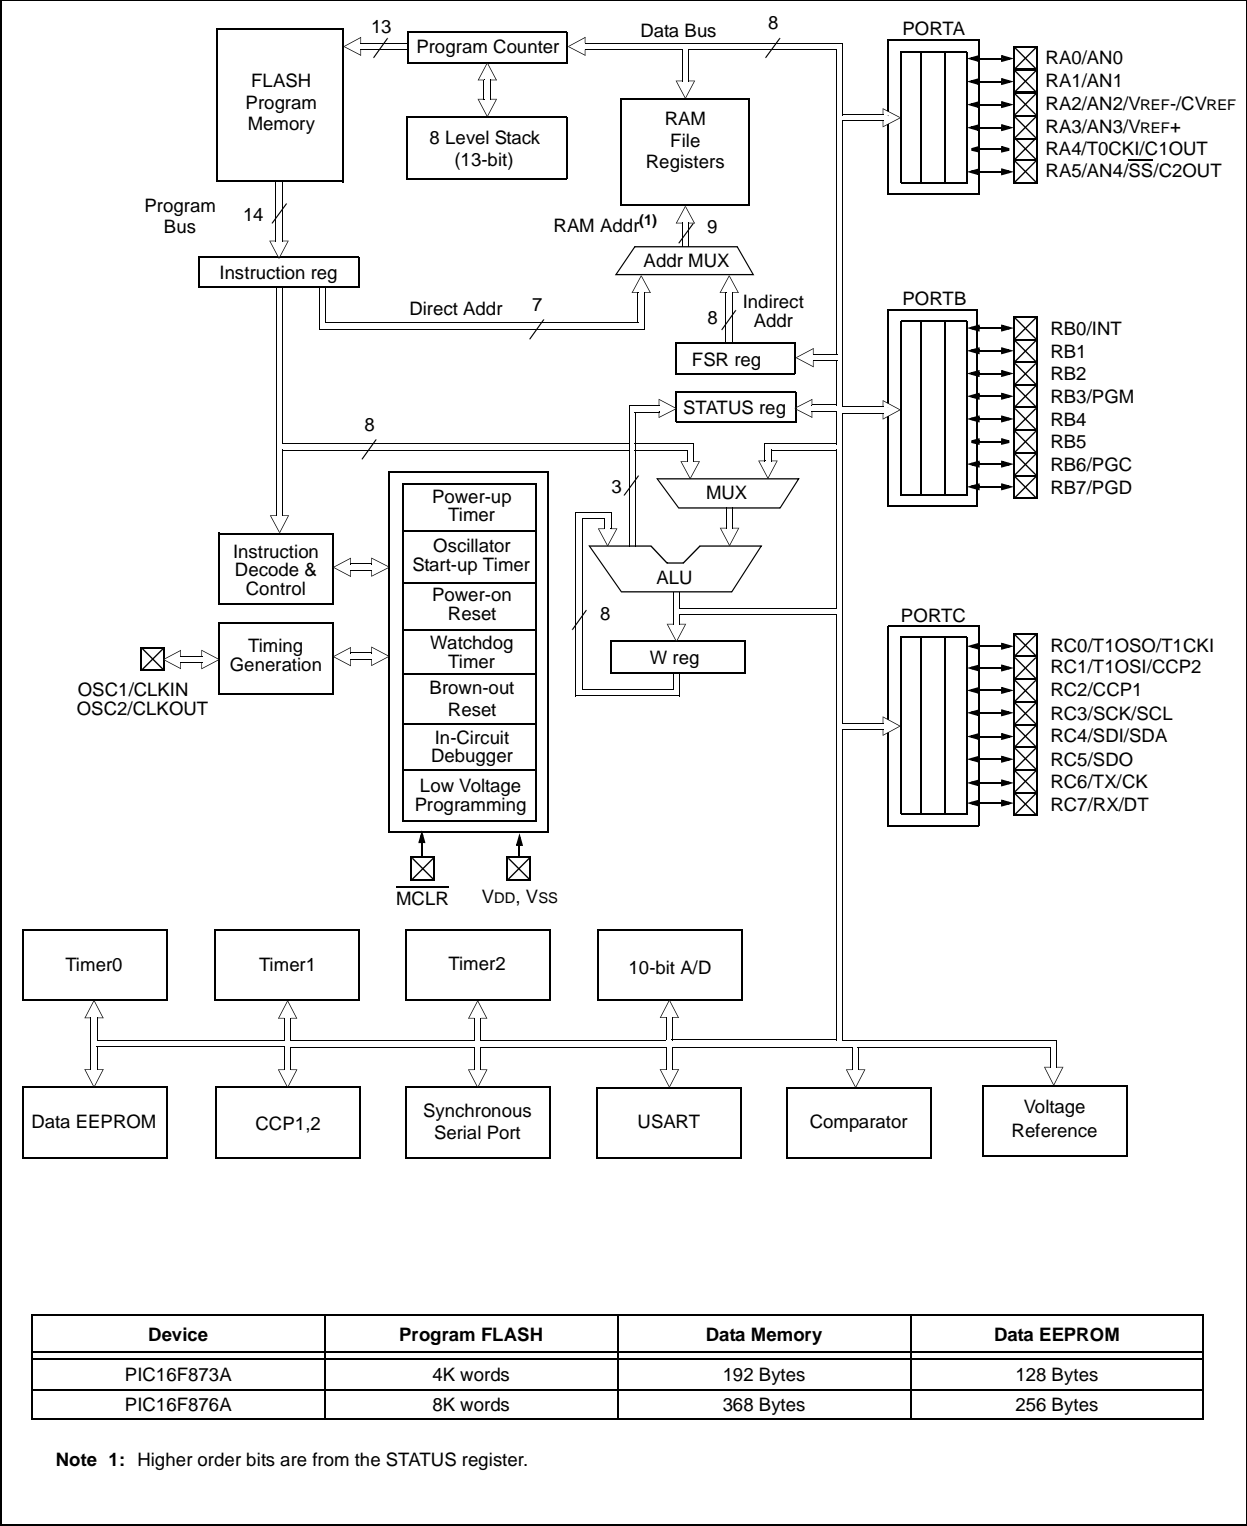 13
Data Bus
8
PORTA
FLASH
Program
Memory
Program Counter
8 Level Stack
(13-bit)
RAM
File
Registers
RA0/AN0
RA1/AN1
RA2/AN2/VREF-/CVREF
RA3/AN3/VREF+
RA4/T0CKI/C1OUT
RA5/AN4/SS/C2OUT
Program
Bus
14
RAM Addr(1)
9
Instruction reg
Addr MUX
Direct Addr
7
Indirect
Addr
8
FSR reg
STATUS reg
PORTB
RB0/INT
RB1
RB2
RB3/PGM
RB4
RB5
RB6/PGC
RB7/PGD
8
3
MUX
ALU
8
W reg
Power-up
Timer
Oscillator
Start-up Timer
Power-on
Reset
Watchdog
Timer
Brown-out
Reset
In-Circuit
Debugger
Low Voltage
Programming
Instruction
Decode &
Control
Timing
Generation
OSC1/CLKIN
OSC2/CLKOUT
MCLR
VDD, VSS
PORTC
RC0/T1OSO/T1CKI
RC1/T1OSI/CCP2
RC2/CCP1
RC3/SCK/SCL
RC4/SDI/SDA
RC5/SDO
RC6/TX/CK
RC7/RX/DT
Timer0
Timer1
Timer2
10-bit A/D
Data EEPROM
CCP1,2
Synchronous
Serial Port
USART
Comparator
Voltage
Reference
Device Program FLASH Data Memory Data EEPROM
PIC16F873A 4K words 192 Bytes 128 Bytes
PIC16F876A 8K words 368 Bytes 256 Bytes
Note 1: Higher order bits are from the STATUS register.